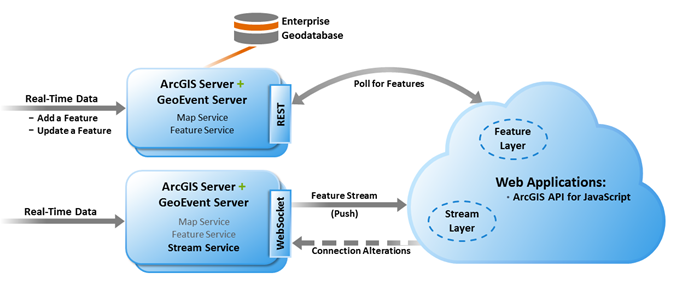 Enterprise
Geodatabase
Real-Time Data
– Add a Feature
– Update a Feature
ArcGIS Server +
GeoEvent Server
Map Service
Feature Service
REST
Poll for Features
Feature
Layer
Web Applications:
· ArcGIS API for JavaScript
Stream
Layer
Real-Time Data
ArcGIS Server +
GeoEvent Server
Map Service
Feature Service
Stream Service
WebSocket
Feature Stream
(Push)
Connection Alterations